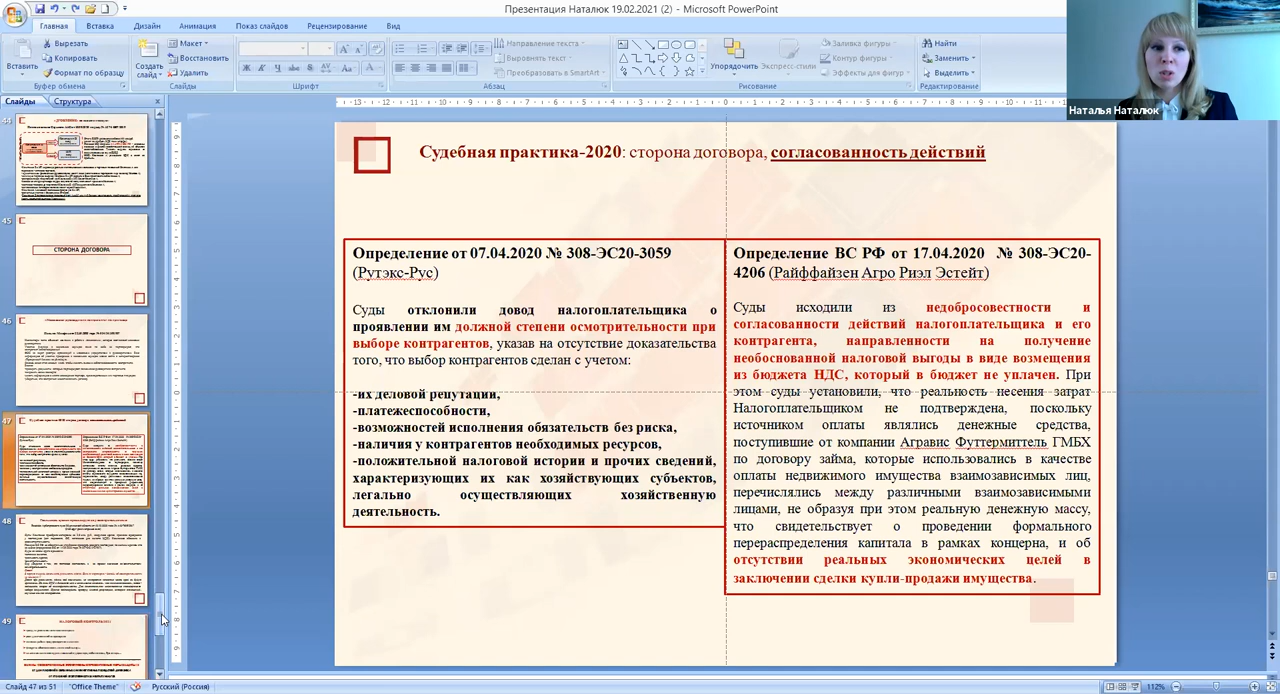 Презентация Наталюк 19.02.2021 (2) - Microsoft PowerPoint
Главная Вставка Дизайн Анимация Показ слайдов Рецензирование Вид
Вставить
Вырезать
Копировать
Формат по образцу
Буфер обмена
Создать слайд
Макет
Восстановить
Удалить
Слайды
Шрифт
Направление текста
Выровнять текст
Преобразовать в SmartArt
Абзац
Упорядочить
Экспресс-стили
Заливка фигуры
Контур фигуры
Эффекты для фигур
Рисование
Найти
Заменить
Выделить
Редактирование
Наталья Наталюк
Слайды Структура
44
45
СТОРОНА ДОГОВОРА
46
47
48
49
Судебная практика-2020: сторона договора, согласованность действий
Определение от 07.04.2020 № 308-ЭС20-3059
(Рутэкс-Рус)
Суды отклонили довод налогоплательщика о
проявлении им должной степени осмотрительности при
выборе контрагентов, указав на отсутствие доказательства
того, что выбор контрагентов сделан с учетом:
-их деловой репутации,
-платежеспособности,
-возможностей исполнения обязательств без риска,
-наличия у контрагентов необходимых ресурсов,
-положительной налоговой истории и прочих сведений,
характеризующих их как хозяйствующих субъектов,
легально осуществляющих хозяйственную
деятельность.
Определение ВС РФ от 17.04.2020 № 308-ЭС20-
4206 (Райффайзен Агро Риэл Эстейт)
Суды исходили из недобросовестности и
согласованности действий налогоплательщика и его
контрагента, направленности на получение
необоснованной налоговой выгоды в виде возмещения
из бюджета НДС, который в бюджет не уплачен. При
этом суды установили, что реальность несения затрат
Налогоплательщиком не подтверждена, поскольку
источником оплаты являлись денежные средства,
поступившие от компании Агравис Футтермиттель ГМБХ
по договору займа, которые использовались в качестве
оплаты недвижимого имущества взаимозависимых лиц,
перечислялись между различными взаимозависимыми
лицами, не образуя при этом реальную денежную массу,
что свидетельствует о проведении формального
перераспределения капитала в рамках концерна, и об
отсутствии реальных экономических целей в
заключении сделки купли-продажи имущества.
Слайд 47 из 51 "Office Theme" Русский (Россия) 112%